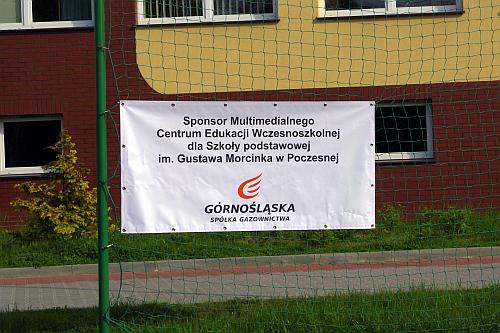 Sponsor Multimedialnego
Centrum Edukacji Wczesnoszkolnej
dla Szkoły podstawowej
im. Gustawa Morcinka w Poczesnej
GÓRNOŚLĄSKA
SPÓŁKA GAZOWNICTWA